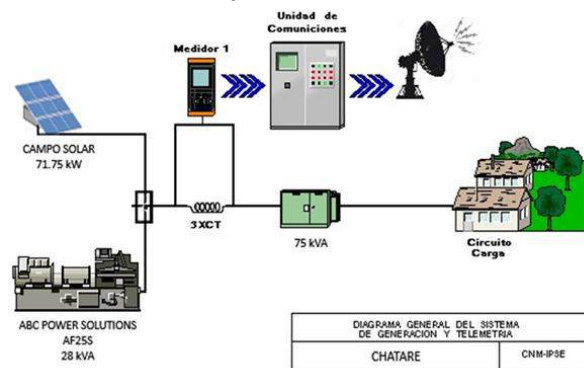 Unidad de
Comuniciones
Medidor 1
CAMPO SOLAR
71.75 kW
3XCT
75 kVA
Circuito
Carga
ABC POWER SOLUTIONS
AF25S
28 kVA
DIAGRAMA GENERAL DEL SISTEMA
DE GENERACION Y TELEMETRIA
CHATARE
CNM-IPSE